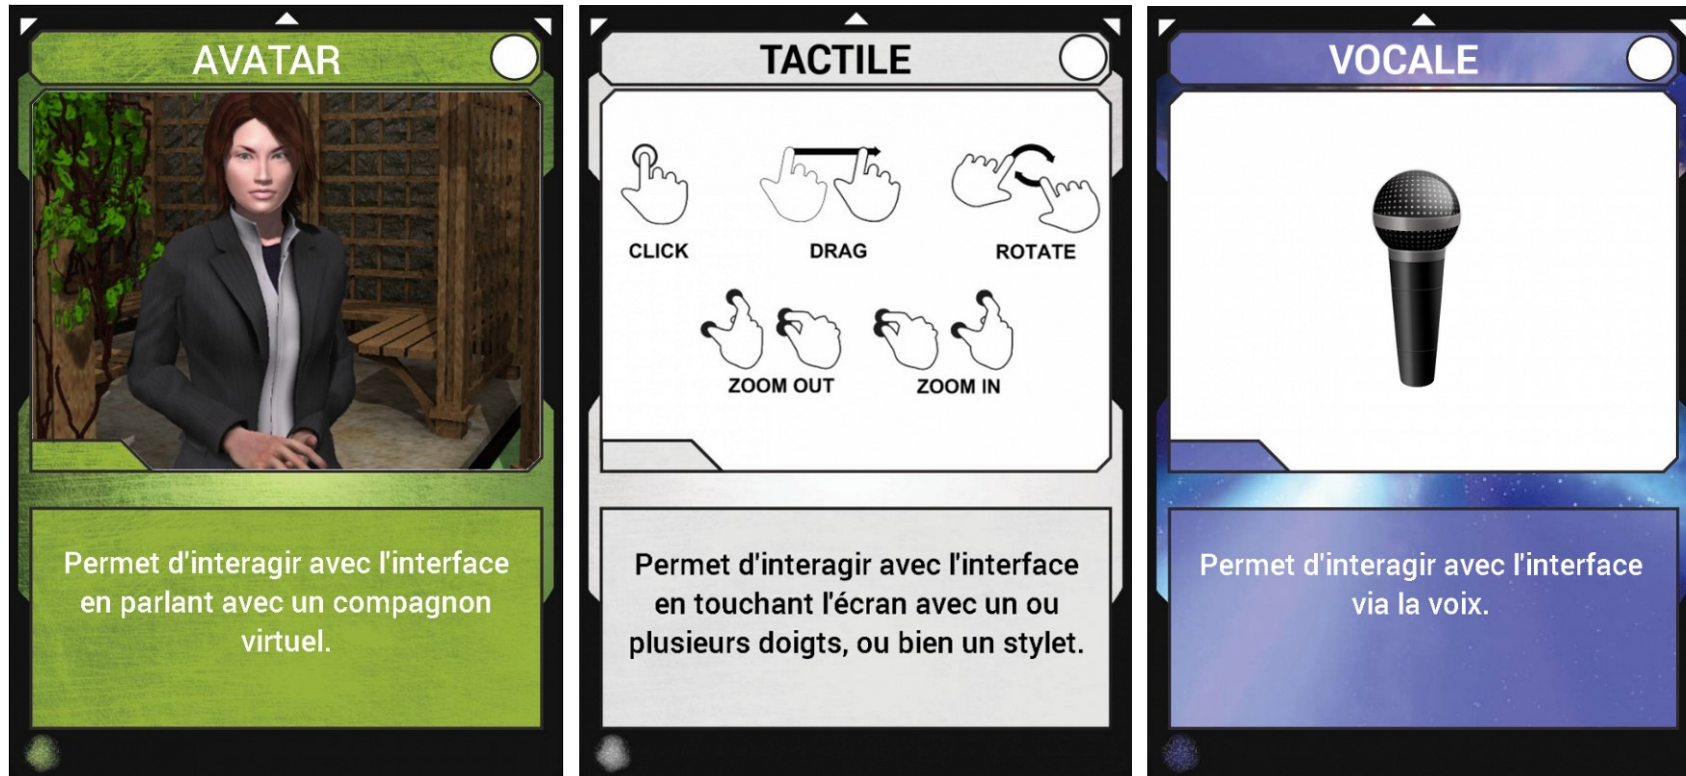 AVATAR
Permet d'interagir avec l'interface
en parlant avec un compagnon
virtuel.
TACTILE
CLICK
DRAG
ROTATE
ZOOM OUT
ZOOM IN
Permet d'interagir avec l'interface
en touchant l'écran avec un ou
plusieurs doigts, ou bien un stylet.
VOCALE
Permet d'interagir avec l'interface
via la voix.